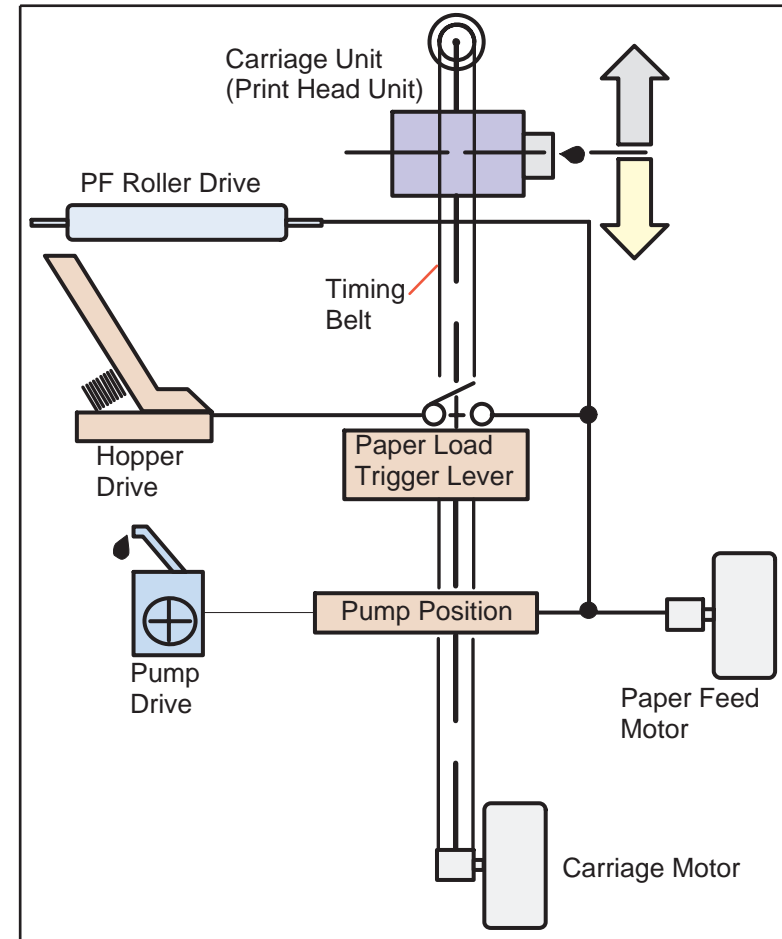 Carriage Unit
(Print Head Unit)
PF Roller Drive
Timing
Belt
Paper Load
Trigger Lever
Hopper
Drive
Pump Position
Pump
Drive
Paper Feed
Motor
Carriage Motor